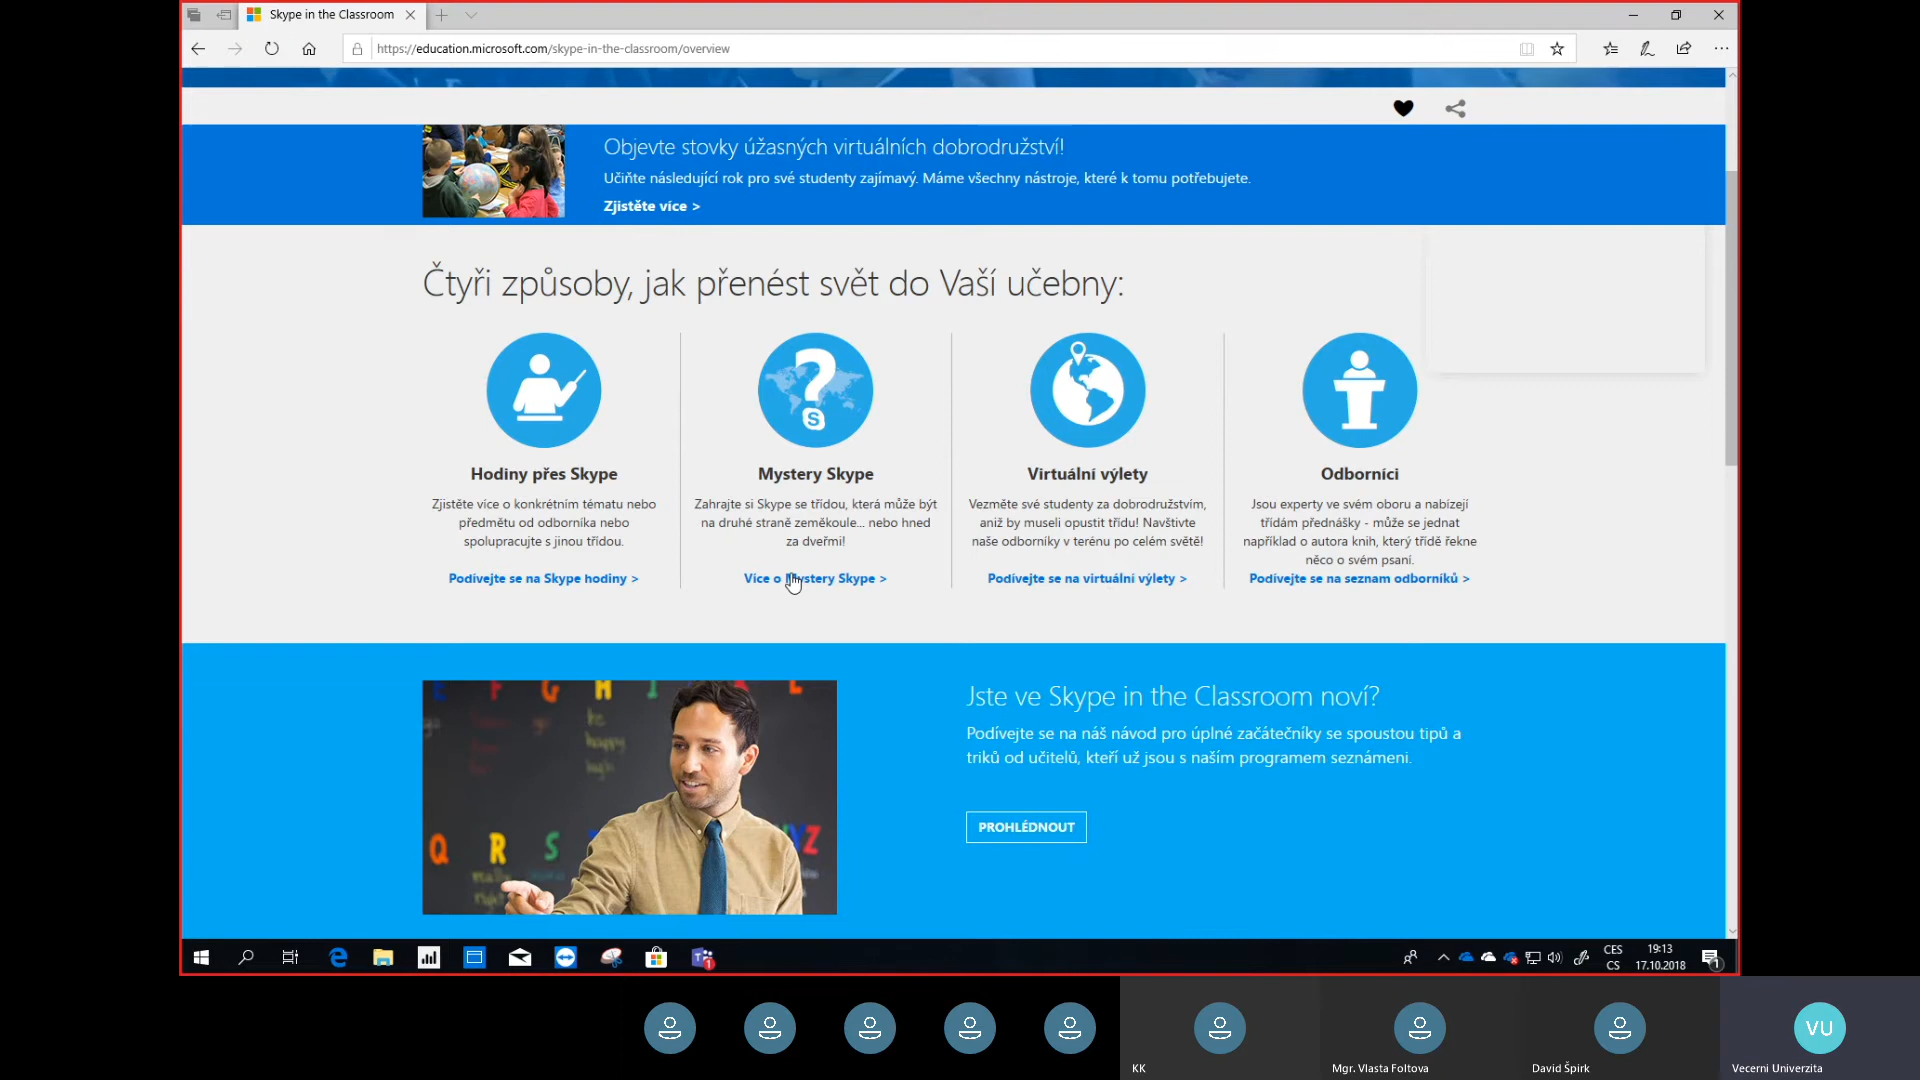 Skype in the Classroom
https://education.microsoft.com/skype-in-the-classroom/overview
Objevte stovky úžasných virtuálních dobrodružství!
Učiňte následující rok pro své studenty zajímavý. Máme všechny nástroje, které k tomu potřebujete.
Zjistěte více >
Čtyři způsoby, jak přenést svět do Vaší učebny:
Hodiny přes Skype
Zjistěte více o konkrétním tématu nebo
předmětu od odborníka nebo
spolupracujte s jinou třídou.
Podívejte se na Skype hodiny >
Mystery Skype
Zahrajte si Skype se třídou, která může být
na druhé straně zeměkoule... nebo hned
za dveřmi!
Více o Mystery Skype >
Virtuální výlety
Vezměte své studenty za dobrodružstvím,
aniž by museli opustit třídu! Navštivte
naše odborníky v terénu po celém světě!
Podívejte se na virtuální výlety >
Odborníci
Jsou experty ve svém oboru a nabízejí
třídám přednášky - může se jednat
například o autora knih, který třídě řekne
něco o svém psaní.
Podívejte se na seznam odborníků >
Jste ve Skype in the Classroom noví?
Podívejte se na náš návod pro úplné začátečníky se spoustou tipů a
triků od učitelů, kteří už jsou s naším programem seznámeni.
PROHLÉDNOUT
Q R S
CES
CS
19:13
17.10.2018
1
VU
KK
Mgr. Vlasta Foltova
David Špirk
Vecerni Univerzita